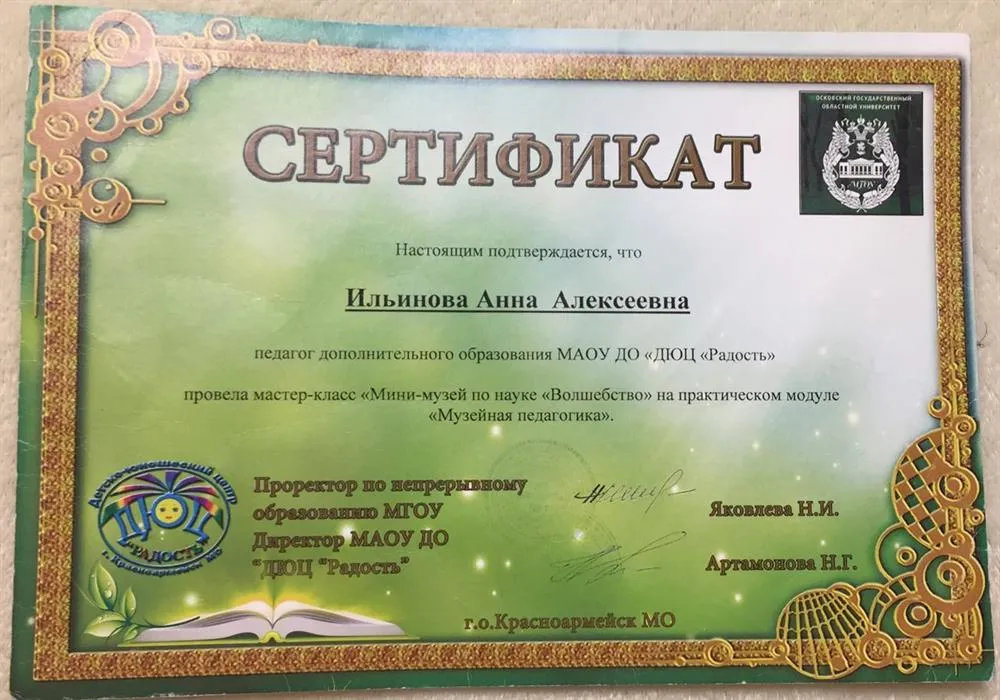 СЕРТИФИКАТ
ОСКОВСКИЙ ГОСУДАРСТВЕННЫЙ
ОБЛАСТНОЙ УНИВЕРСИТЕТ
МГОУ
Настоящим подтверждается, что
Ильинова Анна Алексеевна
педагог дополнительного образования МАОУ ДО «ДЮЦ «Радость»
провела мастер-класс «Мини-музей по науке «Волшебство» на практическом модуле
«Музейная педагогика».
Детско-юношеский центр
ДЮЦ
"РАДОСТЬ"
г. Красноармейск МО
Проректор по непрерывному
образованию МГОУ
Яковлева Н.И.
Директор МАОУ ДО
"ДЮЦ "Радость"
Артамонова Н.Г.
г.о.Красноармейск МО